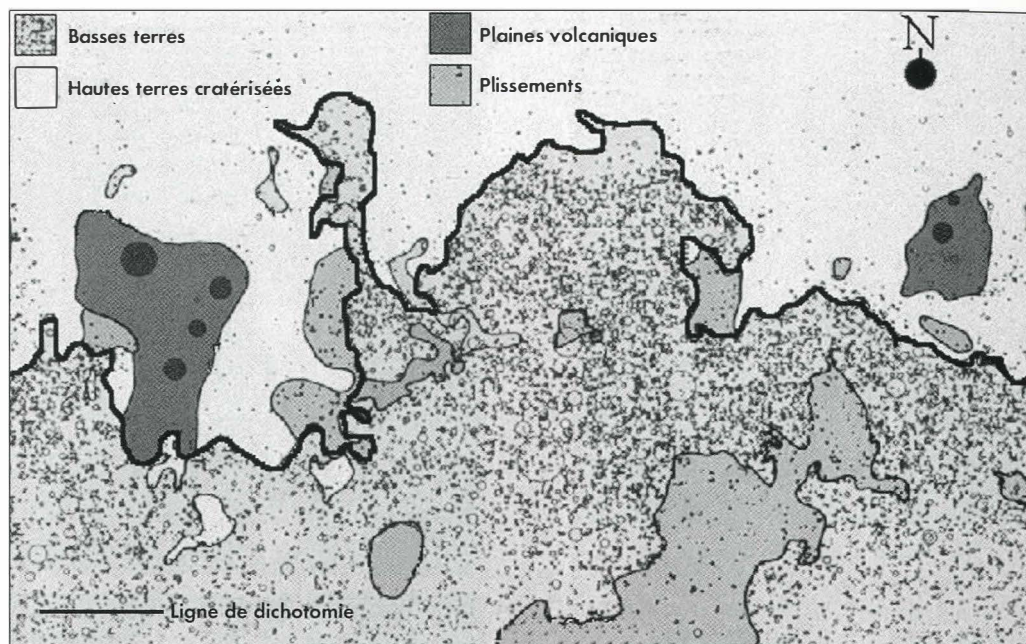 Basses terres
Plaines volcaniques
N
Hautes terres cratérisées
Plissements
Ligne de dichotomie